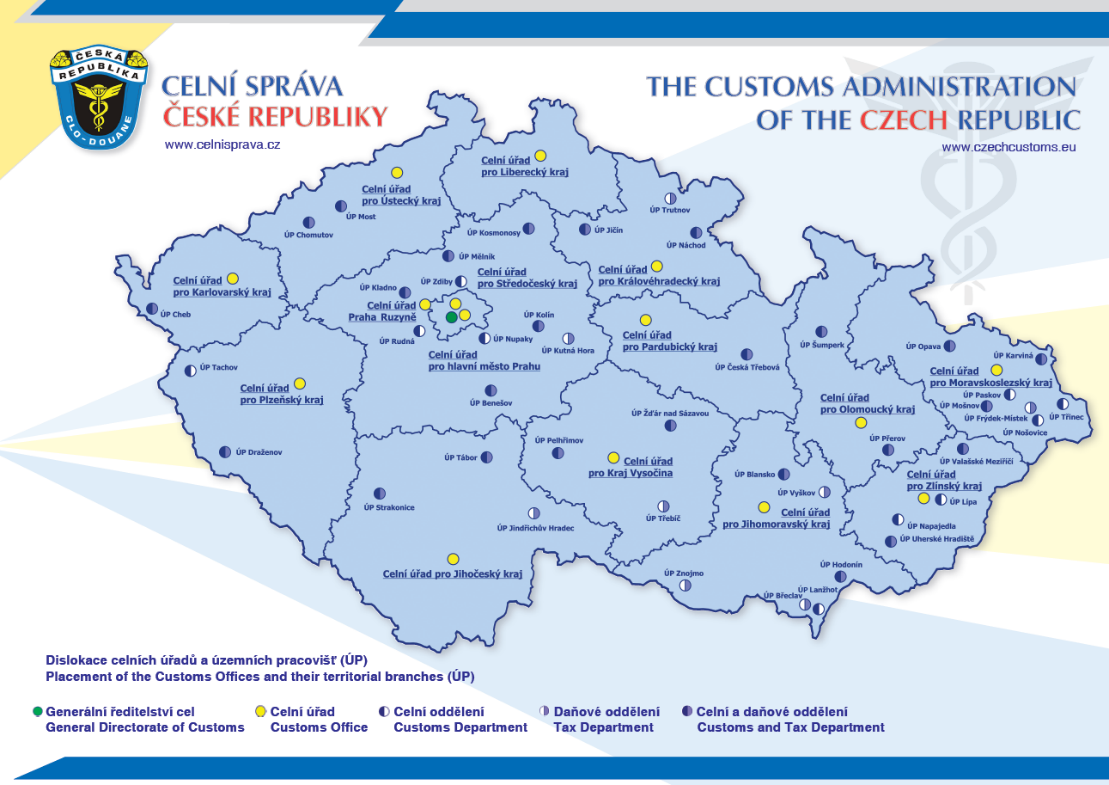 ČESKÁ
REPUBLIKA
CLO-DOUANE
CELNÍ SPRÁVA
ČESKÉ REPUBLIKY
www.celnisprava.cz
THE CUSTOMS ADMINISTRATION
OF THE CZECH REPUBLIC
www.czechcustoms.eu
Celní úřad
pro Liberecký kraj
Celní úřad
pro Ústecký kraj
ÚP Most
ÚP Chomutov
ÚP Trutnov
ÚP Kosmonosy
ÚP Jičín
ÚP Náchod
ÚP Mělník
Celní úřad
pro Karlovarský kraj
ÚP Cheb
ÚP Zdiby
Celní úřad
pro Středočeský kraj
Celní úřad
pro Královéhradecký kraj
ÚP Kladno
Celní úřad
Praha Ruzyně
ÚP Rudná
ÚP Kolín
ÚP Nupaky
ÚP Kutná Hora
Celní úřad
pro hlavní město Prahu
Celní úřad
pro Pardubický kraj
ÚP Česká Třebová
ÚP Šumperk
ÚP Opava
ÚP Karviná
Celní úřad
pro Moravskoslezský kraj
ÚP Paskov
ÚP Mošnov
ÚP Frýdek-Místek
ÚP Třinec
ÚP Nošovice
ÚP Tachov
Celní úřad
pro Plzeňský kraj
ÚP Draženov
ÚP Benešov
ÚP Žďár nad Sázavou
Celní úřad
pro Olomoucký kraj
ÚP Přerov
ÚP Valašské Meziříčí
ÚP Pelhřimov
ÚP Tábor
Celní úřad
pro Kraj Vysočina
ÚP Blansko
ÚP Vyškov
Celní úřad
pro Zlínský kraj
ÚP Lípa
ÚP Napajedla
ÚP Uherské Hradiště
ÚP Strakonice
ÚP Jindřichův Hradec
ÚP Třebíč
Celní úřad
pro Jihomoravský kraj
Celní úřad pro Jihočeský kraj
ÚP Znojmo
ÚP Hodonín
ÚP Lanžhot
ÚP Břeclav
Dislokace celních úřadů a územních pracovišť (ÚP)
Placement of the Customs Offices and their territorial branches (ÚP)
Generální ředitelství cel
General Directorate of Customs
Celní úřad
Customs Office
Celní oddělení
Customs Department
Daňové oddělení
Tax Department
Celní a daňové oddělení
Customs and Tax Department